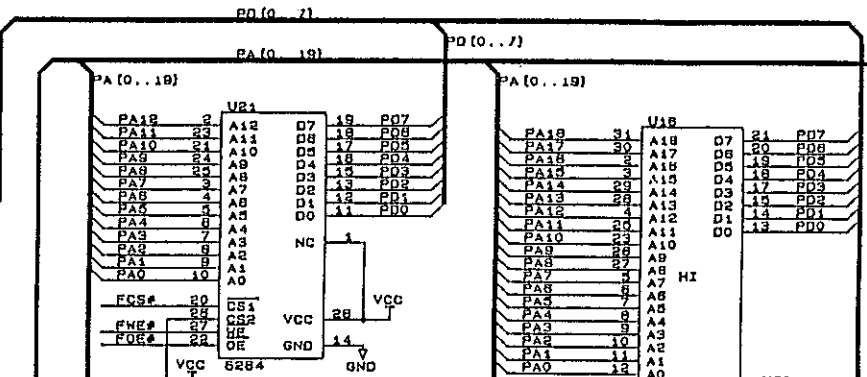 PD(0..7)
PD(0..7)
PA(0..19)
PA(0..19)
PA(0..19)
U21
PA12 2 A12 D7 19 PD7
PA11 23 A11 D6 18 PD6
PA10 21 A10 D5 17 PD5
PA9 24 A9 D4 16 PD4
PA8 25 A8 D3 15 PD3
PA7 3 A7 D2 13 PD2
PA6 4 A6 D1 12 PD1
PA5 5 A5 D0 11 PD0
PA4 6 A4
PA3 7 A3 NC 1
PA2 8 A2
PA1 9 A1
PA0 10 A0
FCS# 20 CS1
26 CS2 VCC 28 VCC
FWE# 27 WE
FOE# 22 OE GND 14 GND
VCC 6264
U16
PA18 31 A18 D7 21 PD7
PA17 30 A17 D6 20 PD6
PA16 2 A16 D5 19 PD5
PA15 3 A15 D4 18 PD4
PA14 29 A14 D3 17 PD3
PA13 28 A13 D2 15 PD2
PA12 4 A12 D1 14 PD1
PA11 25 A11 D0 13 PD0
PA10 23 A10
PA9 26 A9
PA8 27 A8 HI
PA7 5 A7
PA6 6 A6
PA5 7 A5
PA4 8 A4
PA3 9 A3
PA2 10 A2
PA1 11 A1
PA0 12 A0